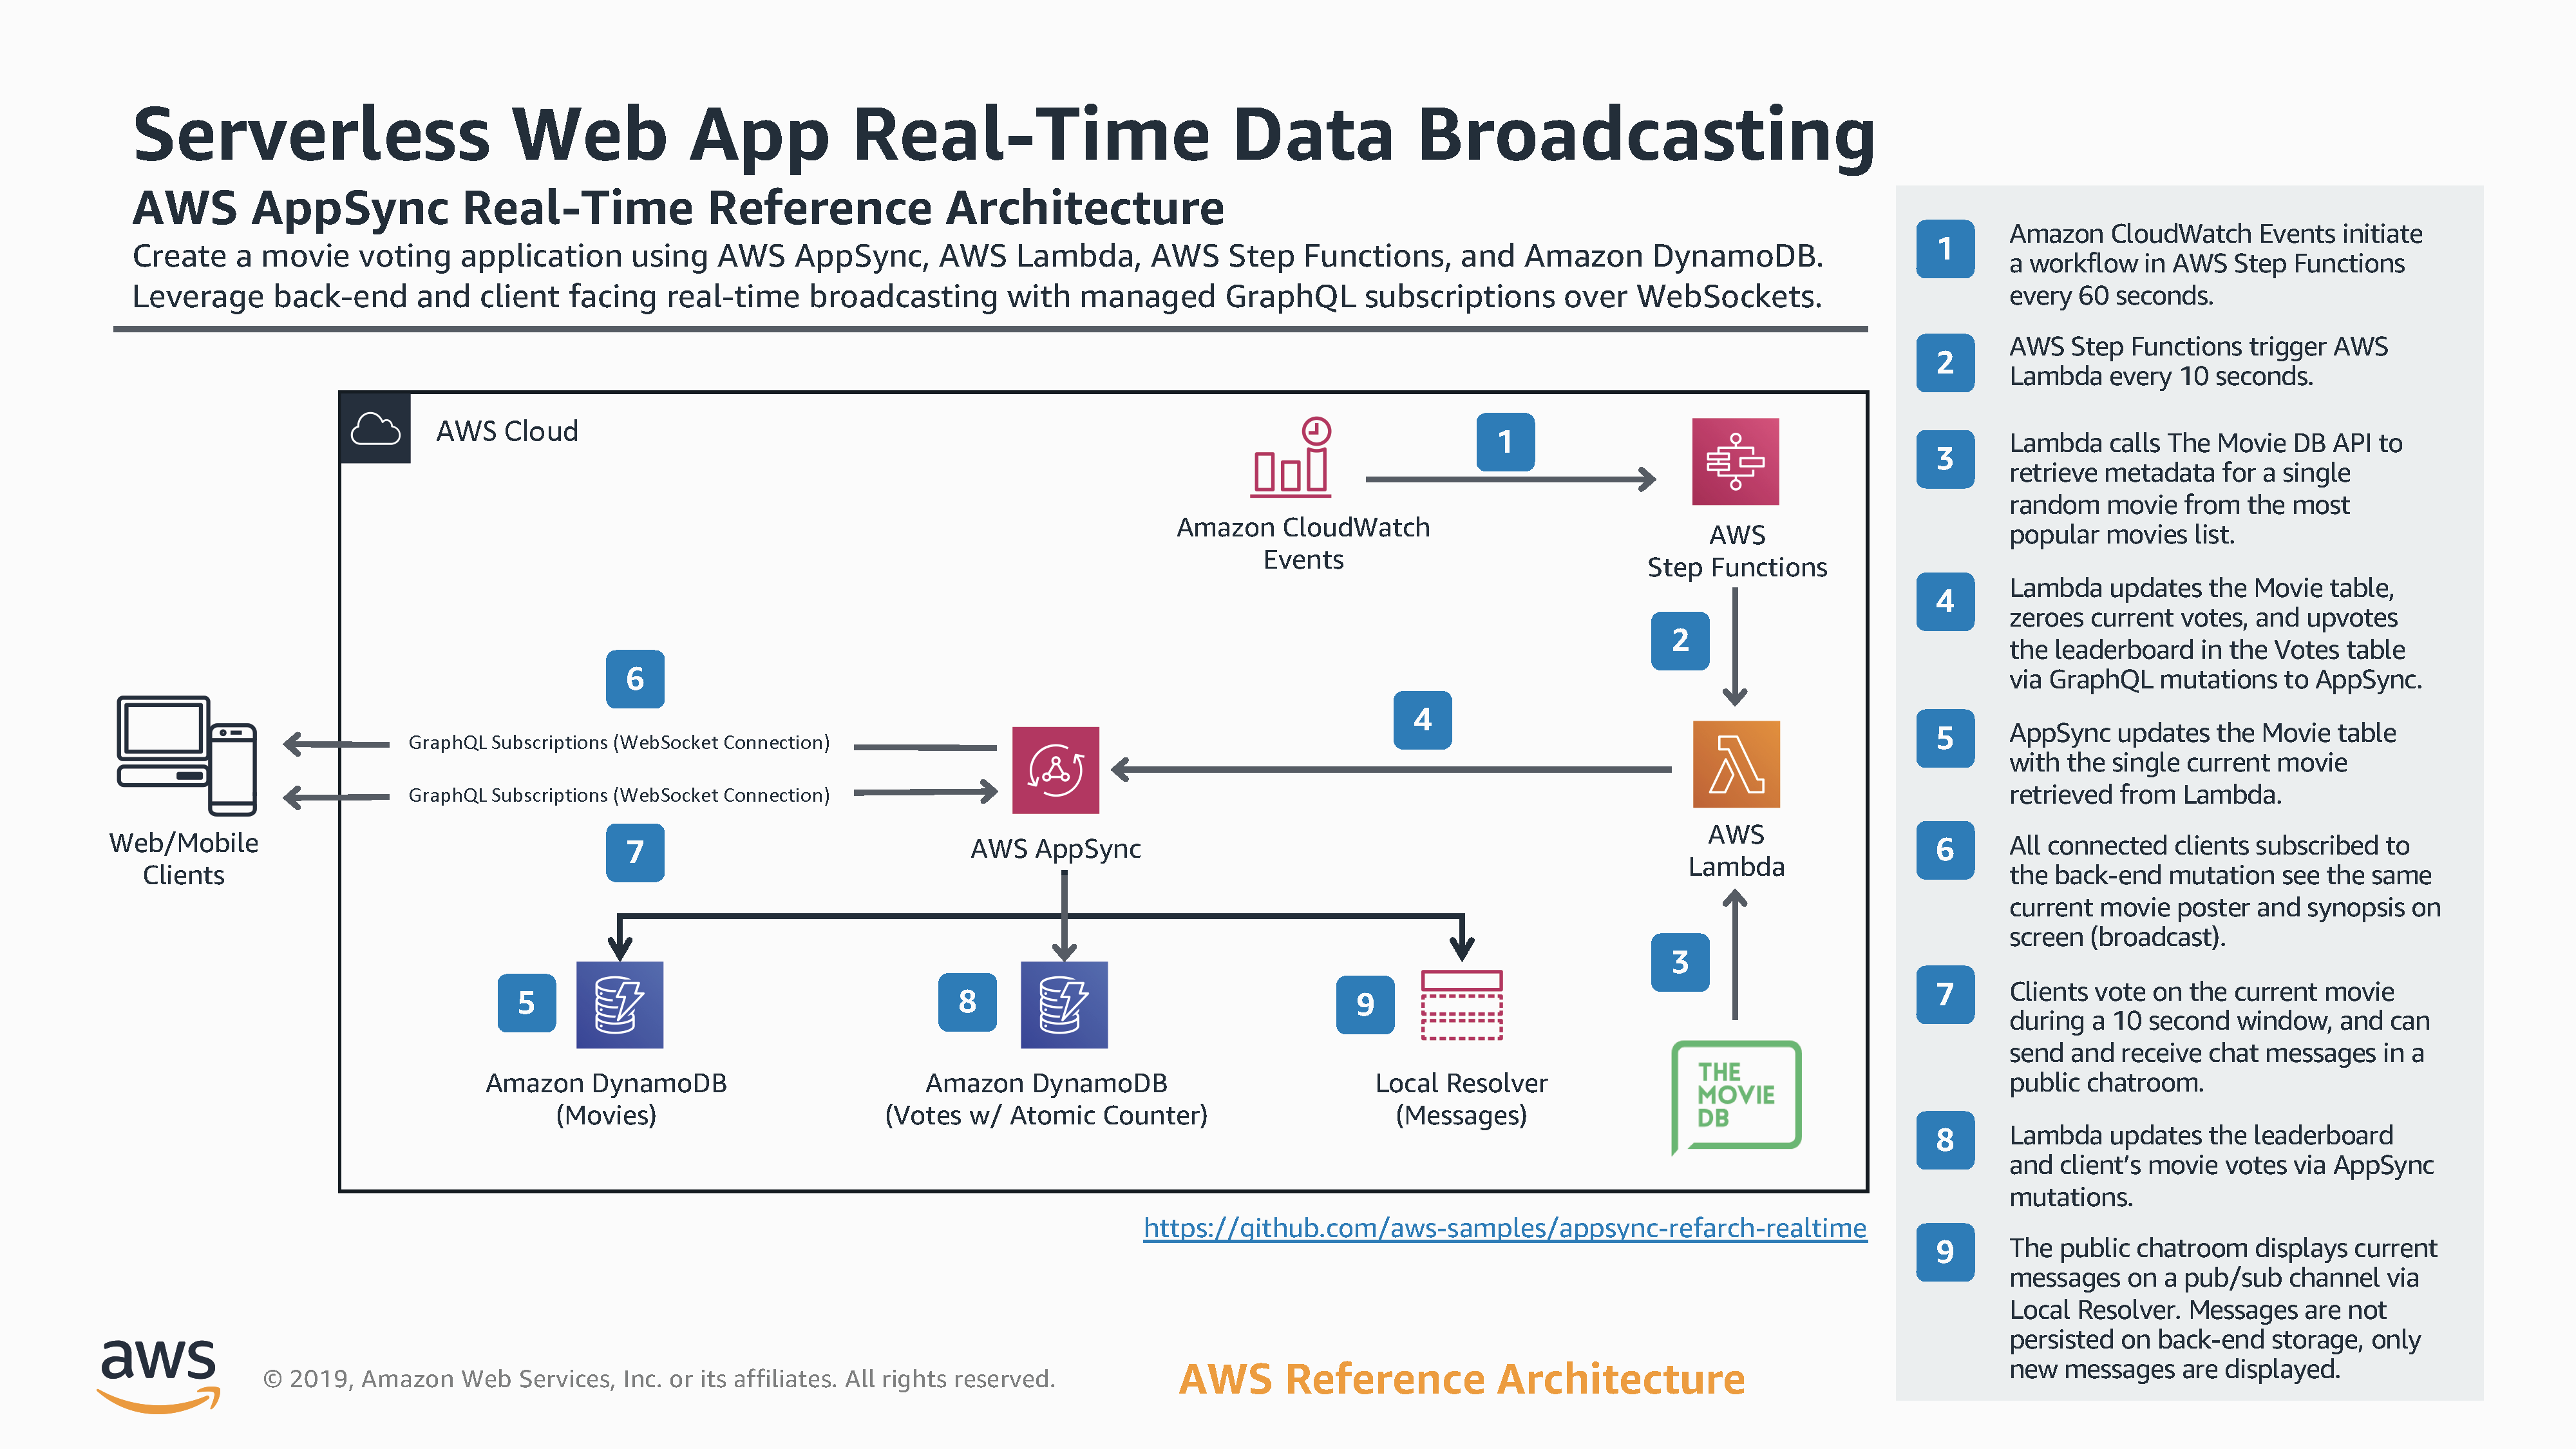 Serverless Web App Real-Time Data Broadcasting
AWS AppSync Real-Time Reference Architecture
Create a movie voting application using AWS AppSync, AWS Lambda, AWS Step Functions, and Amazon DynamoDB.
Leverage back-end and client facing real-time broadcasting with managed GraphQL subscriptions over WebSockets.
AWS Cloud
1
Amazon CloudWatch
Events
AWS
Step Functions
2
6
4
GraphQL Subscriptions (WebSocket Connection)
GraphQL Subscriptions (WebSocket Connection)
Web/Mobile
Clients
7
AWS AppSync
AWS
Lambda
3
5
8
9
Amazon DynamoDB
(Movies)
Amazon DynamoDB
(Votes w/ Atomic Counter)
Local Resolver
(Messages)
THE
MOVIE
DB
https://github.com/aws-samples/appsync-refarch-realtime
1
Amazon CloudWatch Events initiate
a workflow in AWS Step Functions
every 60 seconds.
2
AWS Step Functions trigger AWS
Lambda every 10 seconds.
3
Lambda calls The Movie DB API to
retrieve metadata for a single
random movie from the most
popular movies list.
4
Lambda updates the Movie table,
zeroes current votes, and upvotes
the leaderboard in the Votes table
via GraphQL mutations to AppSync.
5
AppSync updates the Movie table
with the single current movie
retrieved from Lambda.
6
All connected clients subscribed to
the back-end mutation see the same
current movie poster and synopsis on
screen (broadcast).
7
Clients vote on the current movie
during a 10 second window, and can
send and receive chat messages in a
public chatroom.
8
Lambda updates the leaderboard
and client’s movie votes via AppSync
mutations.
9
The public chatroom displays current
messages on a pub/sub channel via
Local Resolver. Messages are not
persisted on back-end storage, only
new messages are displayed.
aws
© 2019, Amazon Web Services, Inc. or its affiliates. All rights reserved.
AWS Reference Architecture